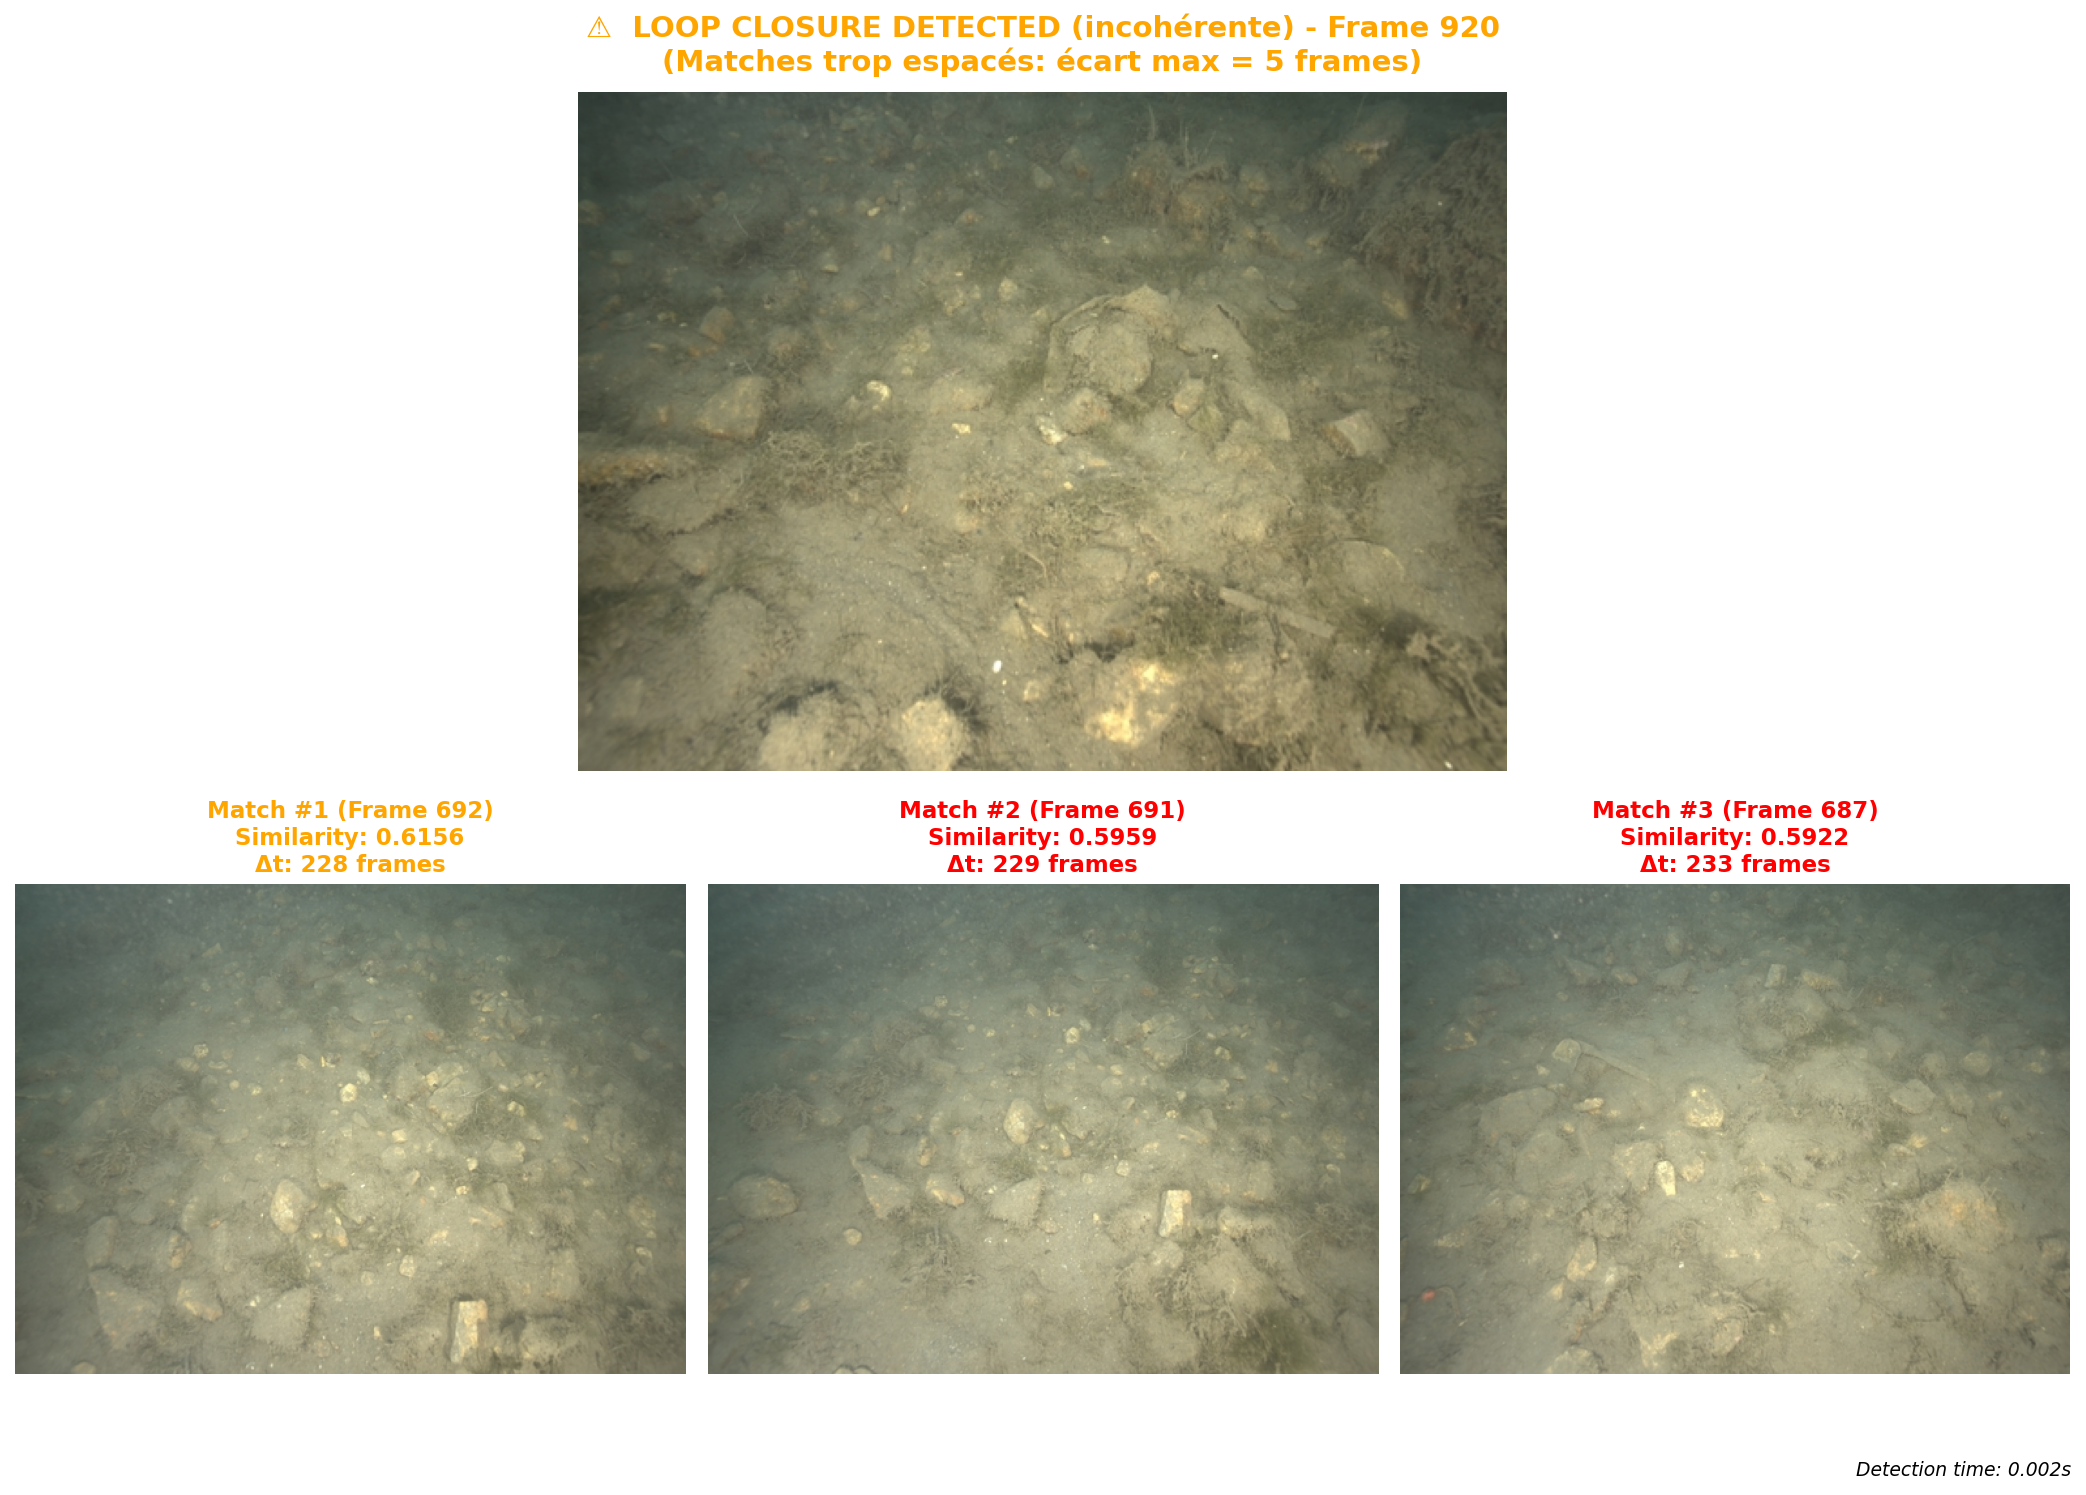 ⚠ LOOP CLOSURE DETECTED (incohérente) - Frame 920
(Matches trop espacés: écart max = 5 frames)
Match #1 (Frame 692)
Similarity: 0.6156
Δt: 228 frames
Match #2 (Frame 691)
Similarity: 0.5959
Δt: 229 frames
Match #3 (Frame 687)
Similarity: 0.5922
Δt: 233 frames
Detection time: 0.002s